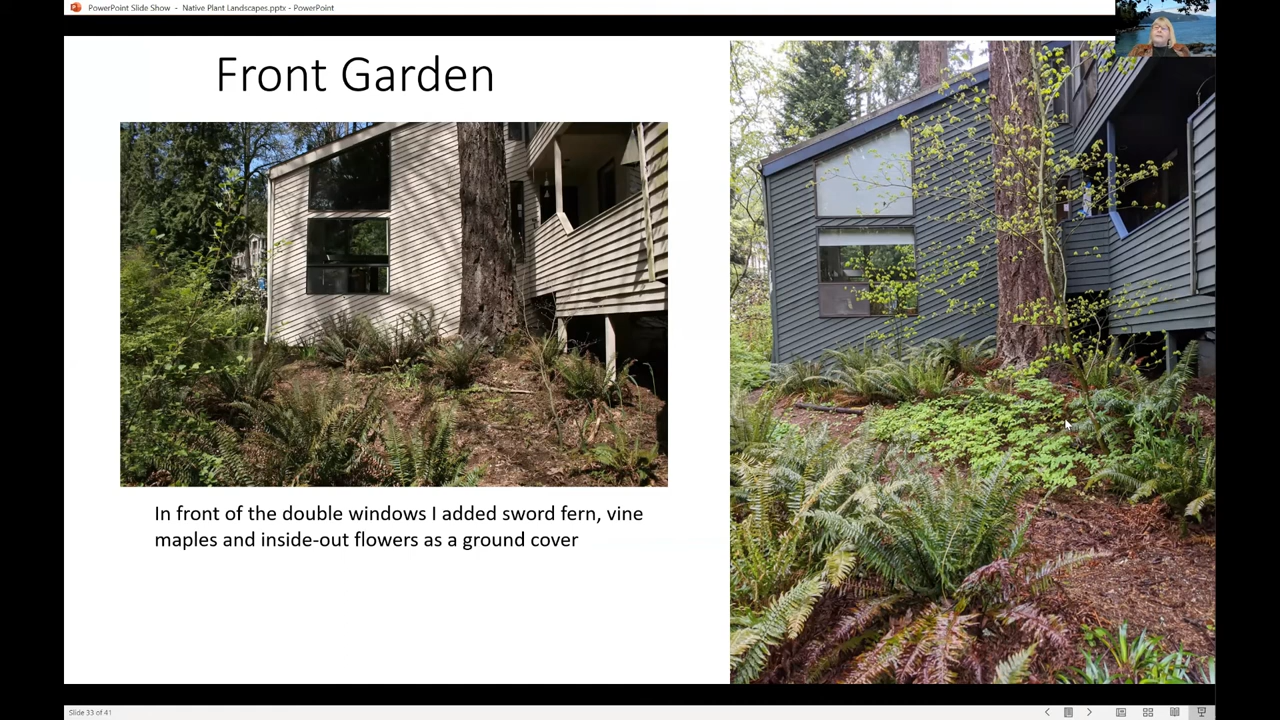 PowerPoint Slide Show - Native Plant Landscapes.pptx - PowerPoint
Front Garden
In front of the double windows I added sword fern, vine
maples and inside-out flowers as a ground cover
Slide 33 of 41